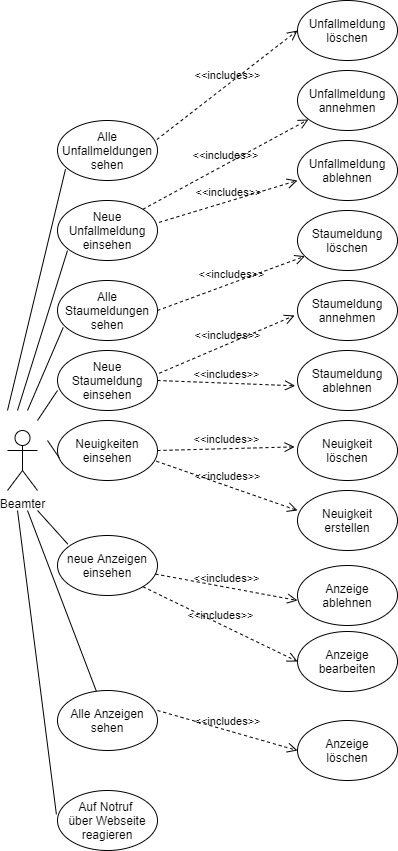 Unfallmeldung
löschen
<<includes>>
Unfallmeldung
annehmen
Alle
Unfallmeldungen
sehen
<<includes>>
Unfallmeldung
ablehnen
<<includes>>
Neue
Unfallmeldung
einsehen
Staumeldung
löschen
<<includes>>
Alle
Staumeldungen
sehen
Staumeldung
annehmen
<<includes>>
Neue
Staumeldung
einsehen
<<includes>>
Staumeldung
ablehnen
Neuigkeiten
einsehen
<<includes>>
Neuigkeit
löschen
<<includes>>
Beamter
Neuigkeit
erstellen
neue Anzeigen
einsehen
<<includes>>
Anzeige
ablehnen
<<includes>>
Anzeige
bearbeiten
Alle Anzeigen
sehen
<<includes>>
Anzeige
löschen
Auf Notruf
über Webseite
reagieren